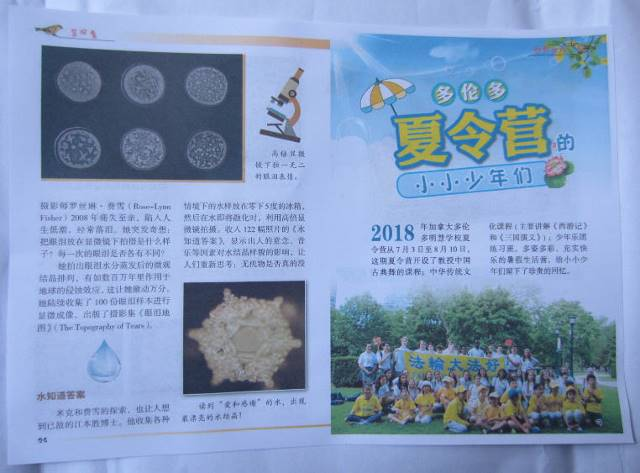 高倍显微
镜下独一无二
的眼泪表情。
摄影师罗丝琳·费雪(Rose-Lynn
Fisher)2008年痛失至亲,陷入人
生低潮。经常落泪。她突发奇想:
把眼泪放在显微镜下拍摄是什么样
子?每一次的眼泪是否各有不同?
她拍出眼泪水分蒸发后的微观
结晶排列,有如数百万年里作用于
地球的侵蚀效应,这让她激动万分,
她陆续收集了100份眼泪样本进行
显微成像,出版了摄影集《眼泪地
图》(The Topography of Tears)。
水知道答案
米克和费雪的探索,也让人想
到已故的江本胜博士。他收集各种
情境下的水样放在零下5度的冰箱,
然后在水即将融化时,利用高倍显
微镜拍摄。收入122幅照片的《水
知道答案》,显示出人的意念、音
乐等因素对水结晶样貌的影响,让
人们重新思考:无机物是否真的没
读到“爱和感谢”的水,出现
最漂亮的水结晶!
多伦多
夏令营的
小小少年们
2018年加拿大多伦
多明慧学校夏
令营从7月3日至8月10日,
这期夏令营开设了教授中国
古典舞的课程;中华传统文
化课程(主要讲解《西游记》
和《三国演义》);少年乐团
练习班。多姿多彩、充实快
乐的暑假生活营,给小小少
年们留下了珍贵的回忆。
法轮大法好